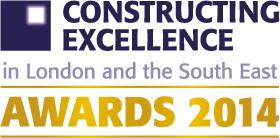 CONSTRUCTING
EXCELLENCE
in London and the South East
AWARDS 2014